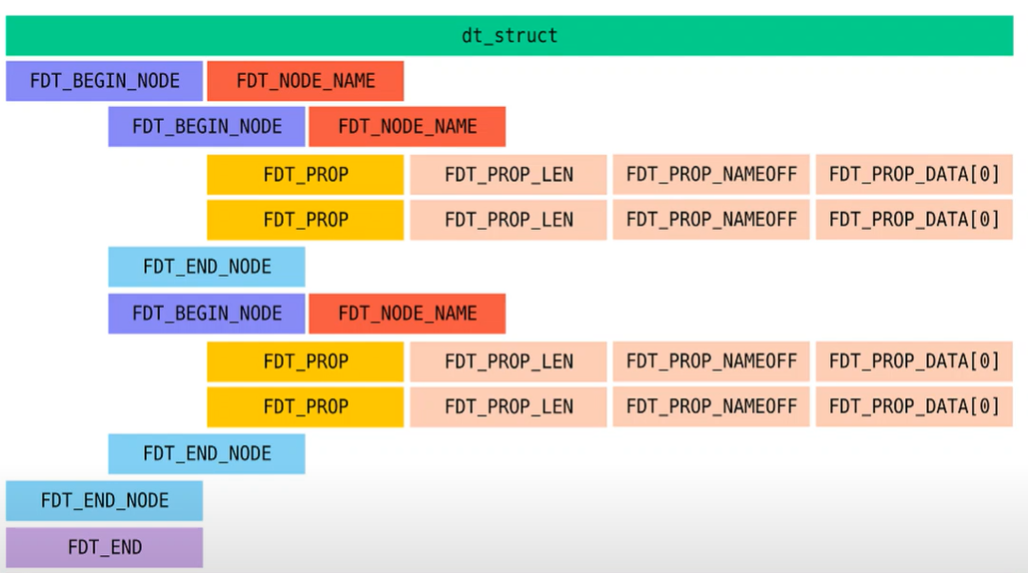 dt_struct
FDT_BEGIN_NODE FDT_NODE_NAME
FDT_BEGIN_NODE FDT_NODE_NAME
FDT_PROP FDT_PROP_LEN FDT_PROP_NAMEOFF FDT_PROP_DATA[0]
FDT_PROP FDT_PROP_LEN FDT_PROP_NAMEOFF FDT_PROP_DATA[0]
FDT_END_NODE
FDT_BEGIN_NODE FDT_NODE_NAME
FDT_PROP FDT_PROP_LEN FDT_PROP_NAMEOFF FDT_PROP_DATA[0]
FDT_PROP FDT_PROP_LEN FDT_PROP_NAMEOFF FDT_PROP_DATA[0]
FDT_END_NODE
FDT_END_NODE
FDT_END